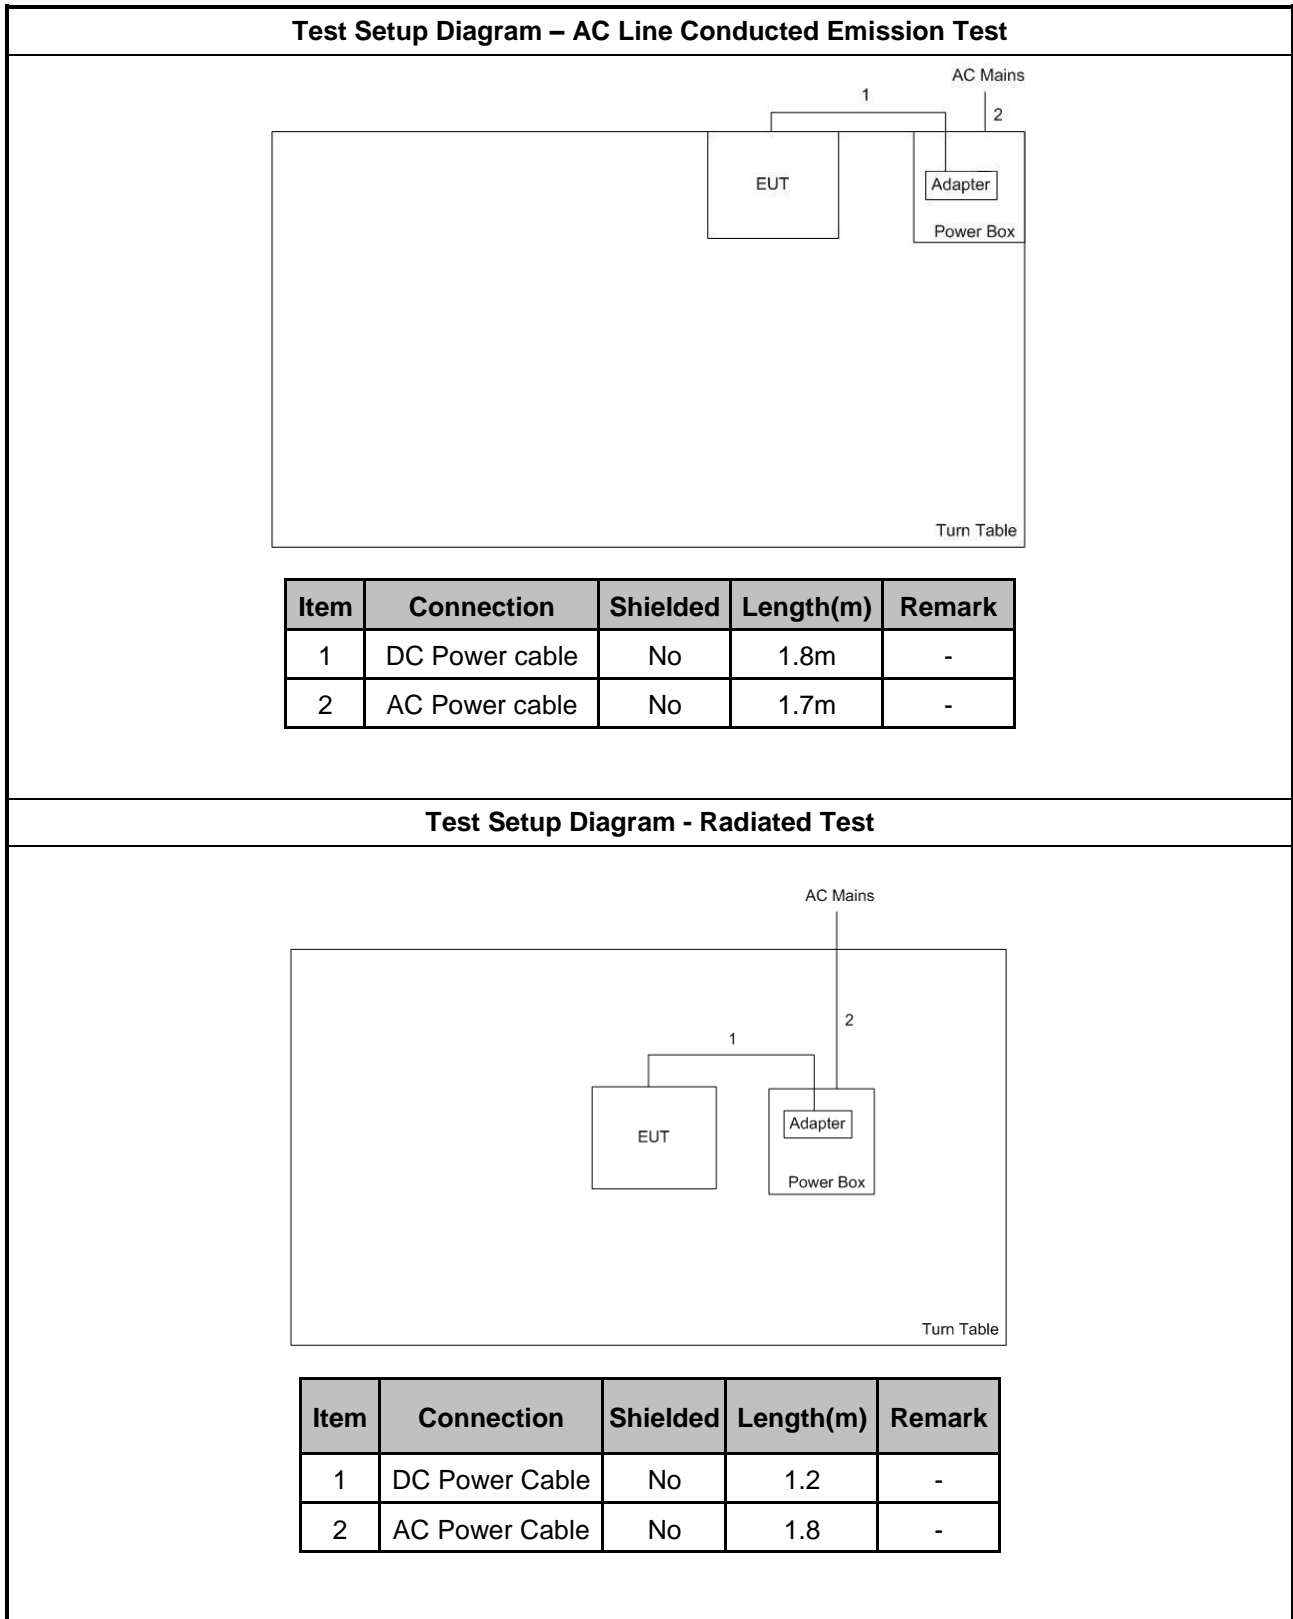 Test Setup Diagram – AC Line Conducted Emission Test
AC Mains
1
2
EUT
Adapter
Power Box
Turn Table
Item Connection Shielded Length(m) Remark
1 DC Power cable No 1.8m -
2 AC Power cable No 1.7m -
Test Setup Diagram - Radiated Test
AC Mains
2
1
EUT
Adapter
Power Box
Turn Table
Item Connection Shielded Length(m) Remark
1 DC Power Cable No 1.2 -
2 AC Power Cable No 1.8 -